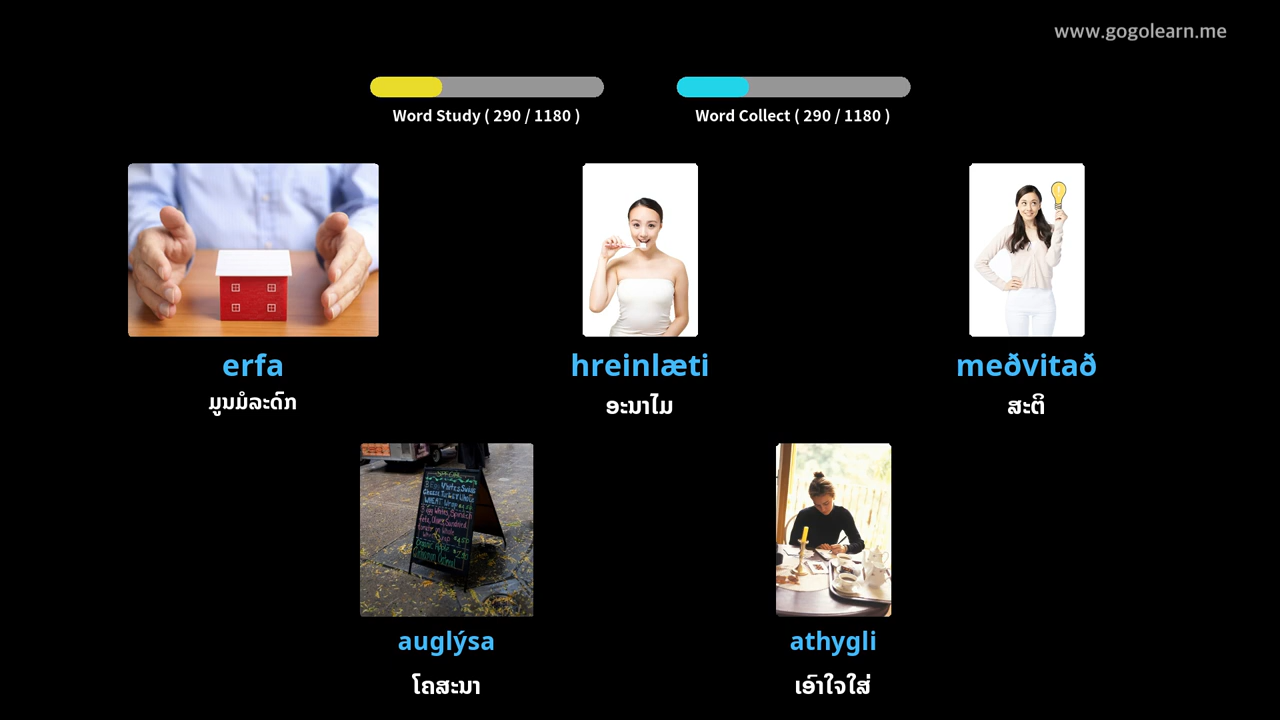 www.gogolearn.me
Word Study ( 290 / 1180 )
Word Collect ( 290 / 1180 )
erfa
ມູນມໍລະດົກ
hreinlæti
ອະນາໄມ
meðvitað
ສະຕິ
auglýsa
ໂຄສະນາ
athygli
ເອົາໃຈໃສ່